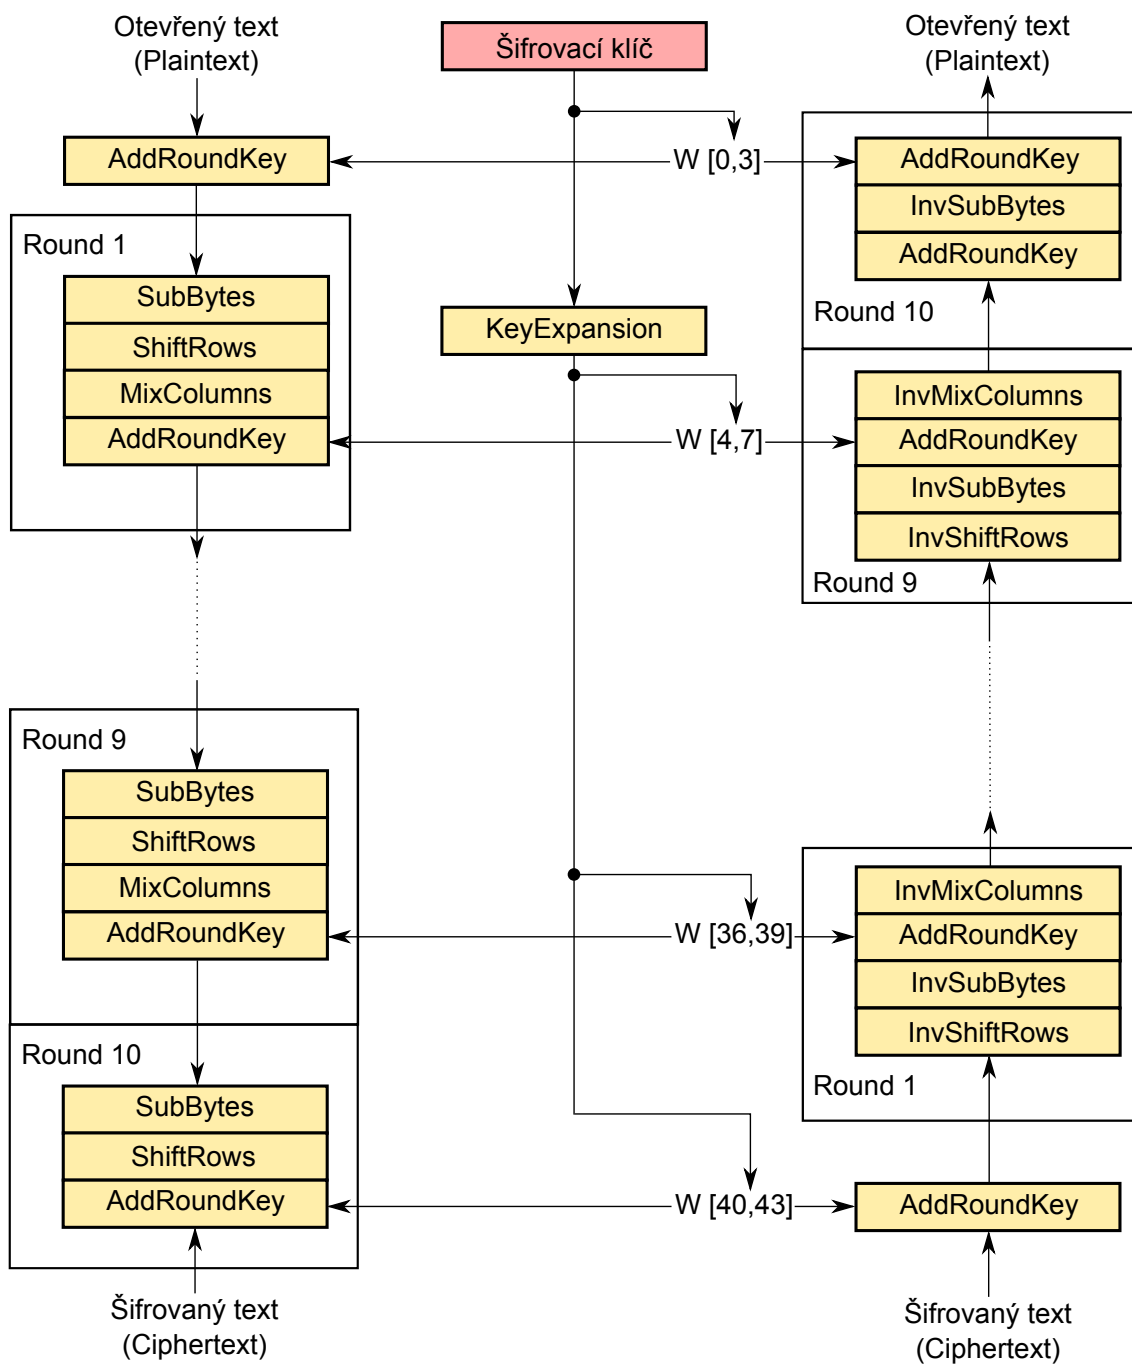 Otevřený text
(Plaintext)
AddRoundKey
Round 1
SubBytes
ShiftRows
MixColumns
AddRoundKey
Round 9
SubBytes
ShiftRows
MixColumns
AddRoundKey
Round 10
SubBytes
ShiftRows
AddRoundKey
Šifrovaný text
(Ciphertext)
Šifrovací klíč
W [0,3]
KeyExpansion
W [4,7]
W [36,39]
W [40,43]
Otevřený text
(Plaintext)
AddRoundKey
InvSubBytes
AddRoundKey
Round 10
InvMixColumns
AddRoundKey
InvSubBytes
InvShiftRows
Round 9
InvMixColumns
AddRoundKey
InvSubBytes
InvShiftRows
Round 1
AddRoundKey
Šifrovaný text
(Ciphertext)